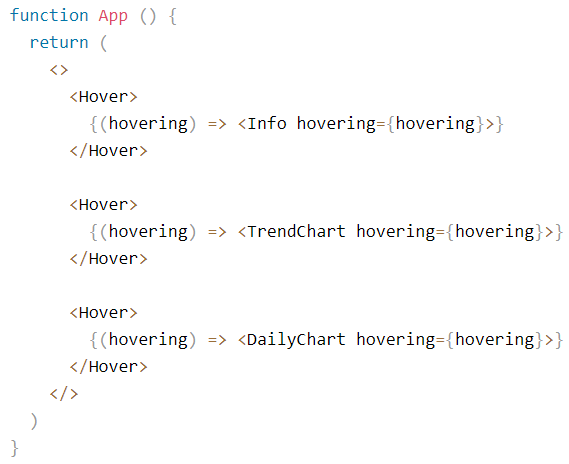 function App () {
  return (
    <>
      <Hover>
        {(hovering) => <Info hovering={hovering}>}
      </Hover>

      <Hover>
        {(hovering) => <TrendChart hovering={hovering}>}
      </Hover>

      <Hover>
        {(hovering) => <DailyChart hovering={hovering}>}
      </Hover>
    </>
  )
}